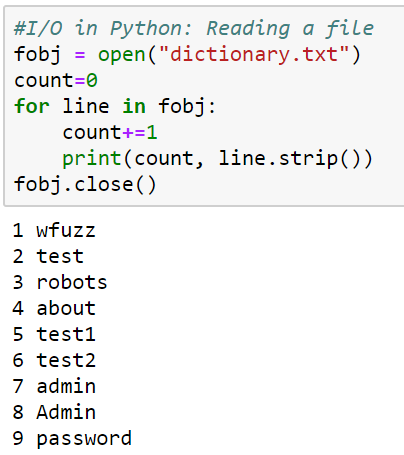 #I/O in Python: Reading a file
fobj = open("dictionary.txt")
count=0
for line in fobj:
    count+=1
    print(count, line.strip())
fobj.close()
1 wfuzz
2 test
3 robots
4 about
5 test1
6 test2
7 admin
8 Admin
9 password